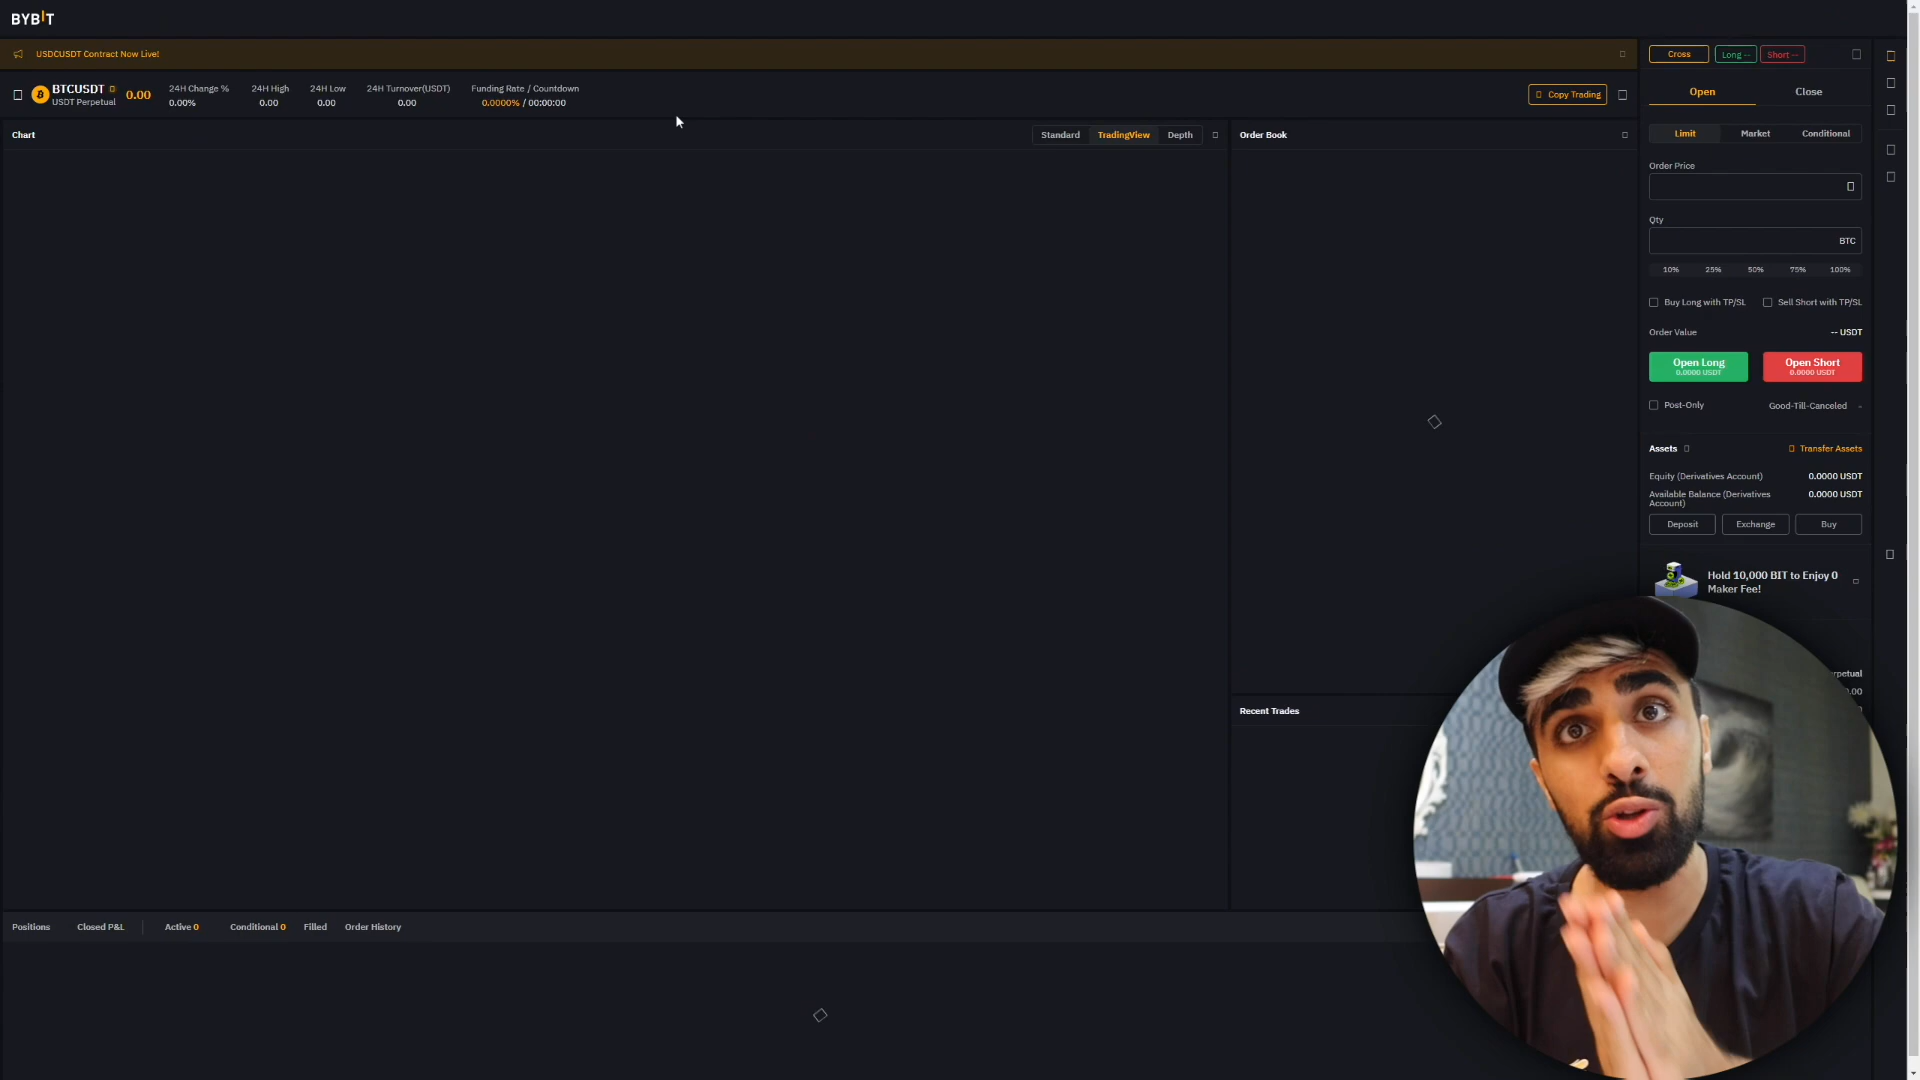 BYBIT
USDCUSDT Contract Now Live!
BTCUSDT
USDT Perpetual
0.00
24H Change %
0.00%
24H High
0.00
24H Low
0.00
24H Turnover(USDT)
0.00
Funding Rate / Countdown
0.0000% / 00:00:00
Copy Trading
Chart
Standard TradingView Depth
Order Book
Recent Trades
Cross Long -- Short --
Open Close
Limit Market Conditional
Order Price
Qty
BTC
10% 25% 50% 75% 100%
Buy Long with TP/SL Sell Short with TP/SL
Order Value -- USDT
Open Long
0.0000 USDT
Open Short
0.0000 USDT
Post-Only Good-Till-Canceled
Assets Transfer Assets
Equity (Derivatives Account) 0.0000 USDT
Available Balance (Derivatives
Account)
0.0000 USDT
Deposit Exchange Buy
Hold 10,000 BIT to Enjoy 0
Maker Fee!
rpetual
0.00
Positions Closed P&L Active 0 Conditional 0 Filled Order History